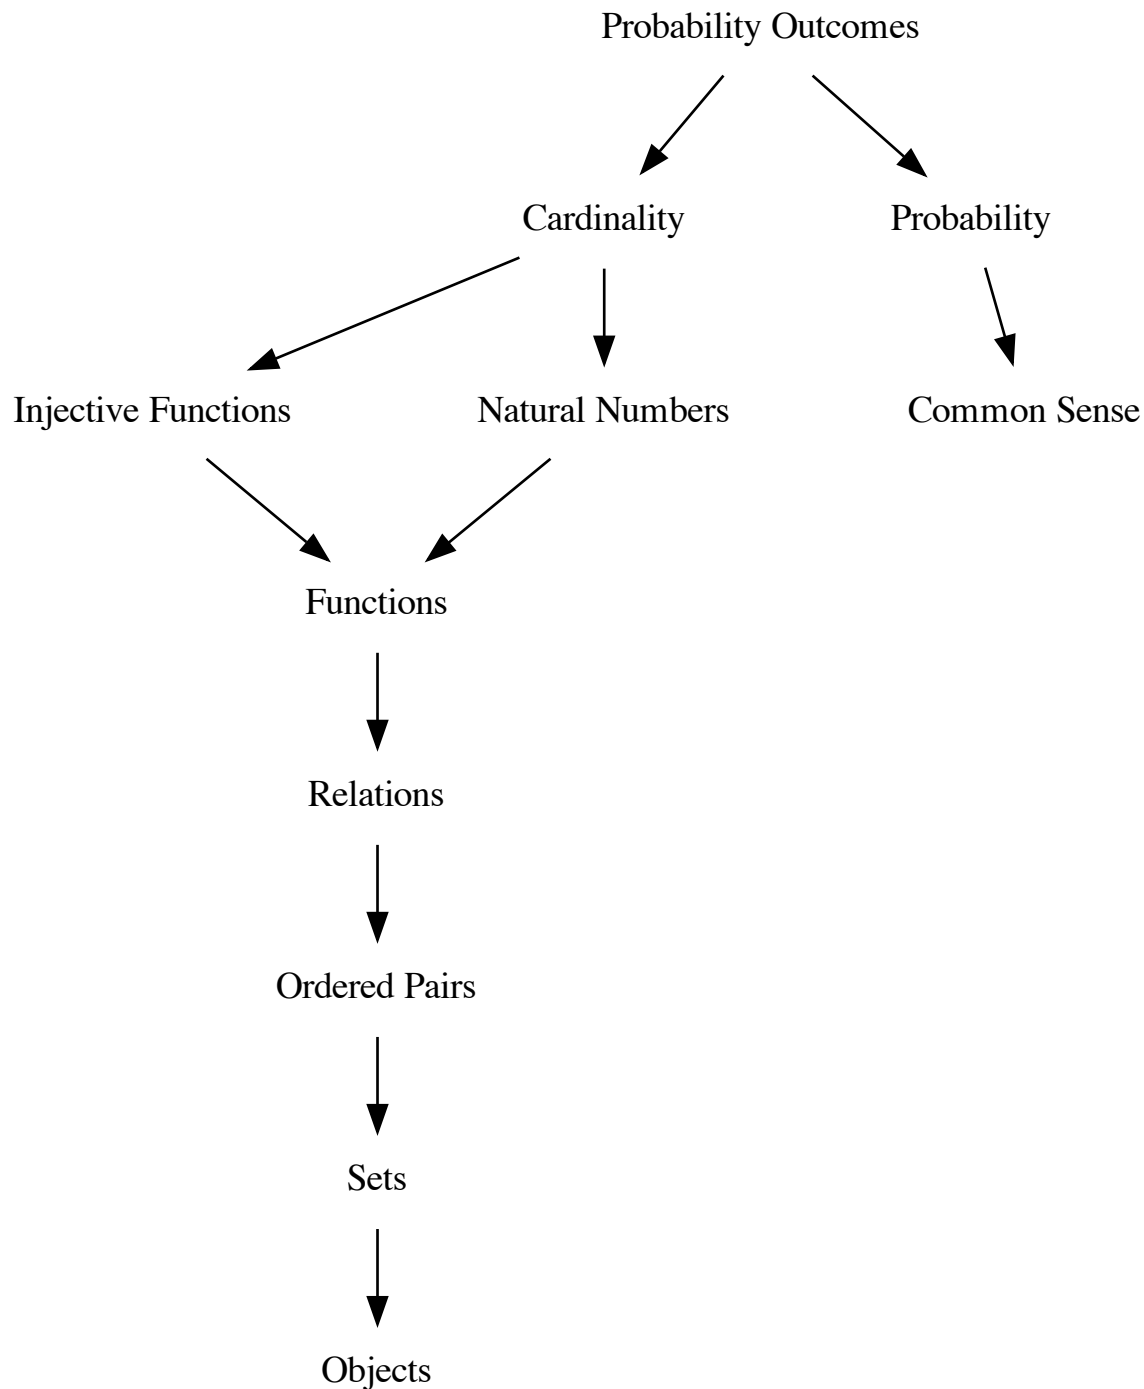 Probability Outcomes
Cardinality
Probability
Injective Functions
Natural Numbers
Common Sense
Functions
Relations
Ordered Pairs
Sets
Objects